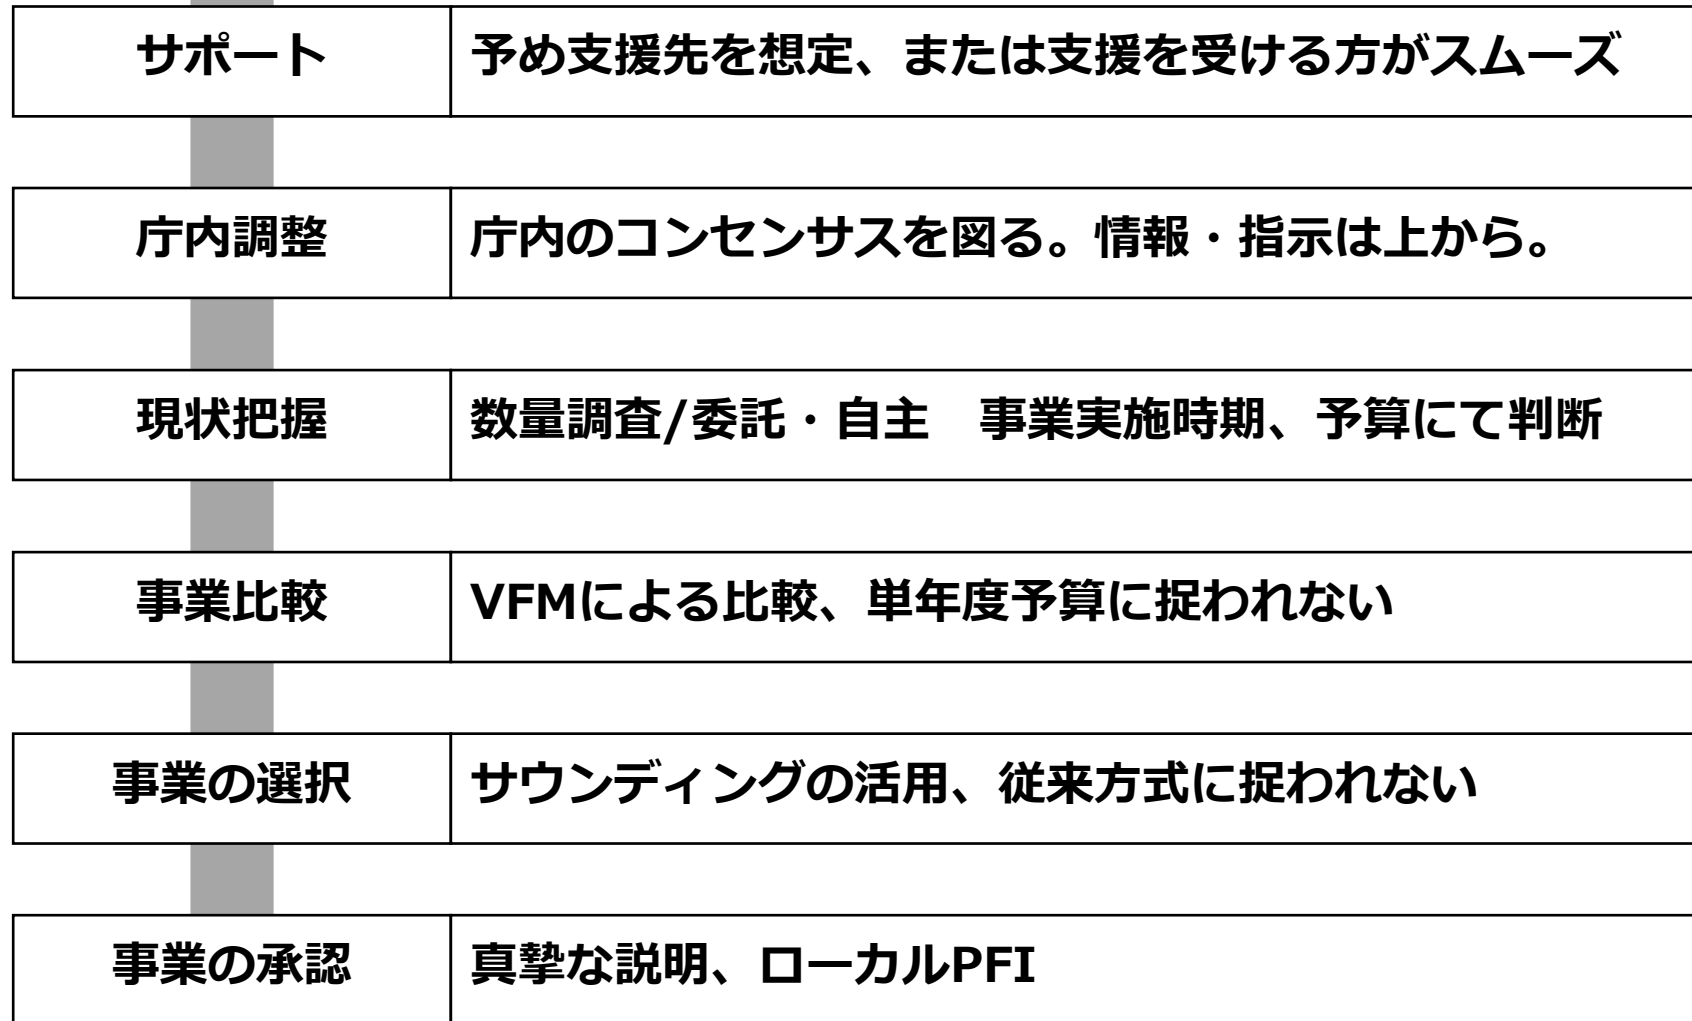 サポート 予め支援先を想定、または支援を受ける方がスムーズ
庁内調整 庁内のコンセンサスを図る。情報・指示は上から。
現状把握 数量調査/委託・自主　事業実施時期、予算にて判断
事業比較 VFMによる比較、単年度予算に捉われない
事業の選択 サウンディングの活用、従来方式に捉われない
事業の承認 真摯な説明、ローカルPFI